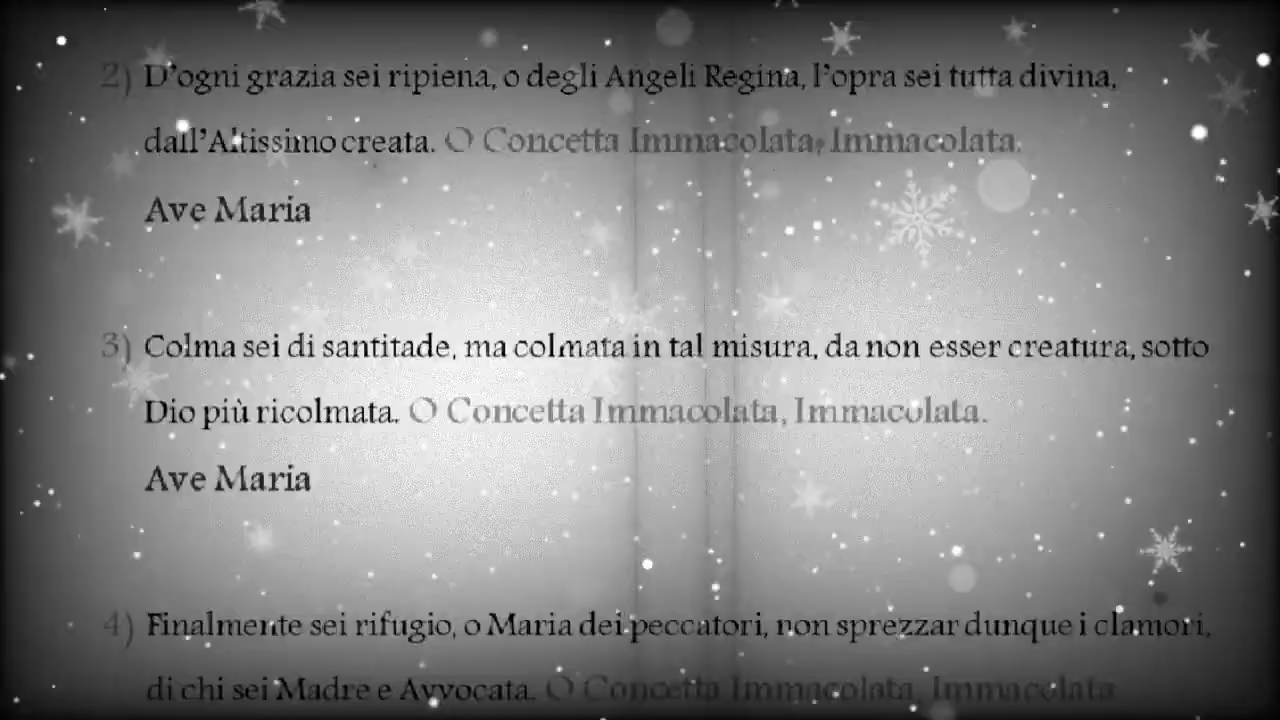 2) D'ogni grazia sei ripiena, o degli Angeli Regina, l'opra sei tutta divina,
dall'Altissimo creata. O Concetta Immacolata, Immacolata.
Ave Maria
3) Colma sei di santitade, ma colmata in tal misura, da non esser creatura, sotto
Dio più ricolmata. O Concetta Immacolata, Immacolata.
Ave Maria
4) Finalmente sei rifugio, o Maria dei peccatori, non sprezzar dunque i clamori,
di chi sei Madre e Avvocata. O Concetta Immacolata, Immacolata